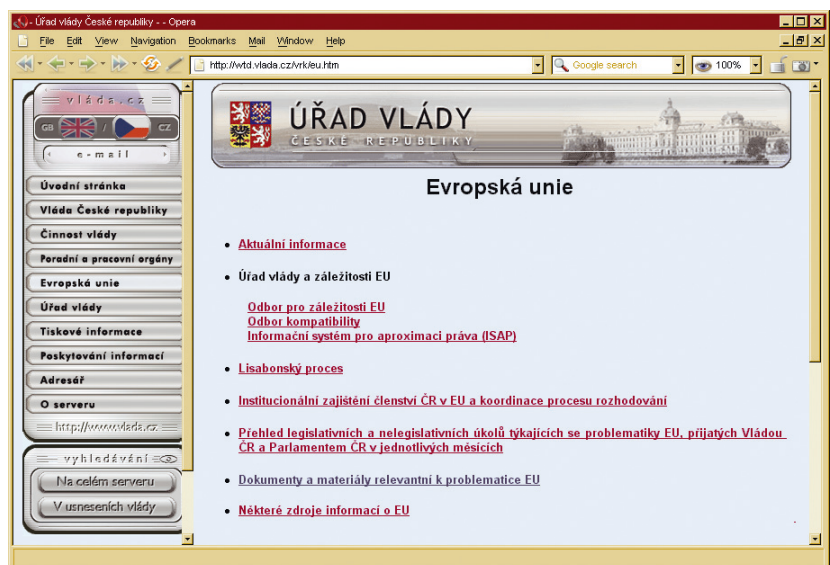 - Úřad vlády České republiky - - Opera
File Edit View Navigation Bookmarks Mail Window Help
http://wtd.vlada.cz/vrk/eu.htm
Google search
100%
vláda.cz
GB / CZ
e-mail
Úvodní stránka
Vláda České republiky
Činnost vlády
Poradní a pracovní orgány
Evropská unie
Úřad vlády
Tiskové informace
Poskytování informací
Adresář
O serveru
http://www.vlada.cz
vyhledávání
Na celém serveru
V usneseních vlády
ÚŘAD VLÁDY
ČESKÉ REPUBLIKY
Evropská unie
• Aktuální informace
• Úřad vlády a záležitosti EU
Odbor pro záležitosti EU
Odbor kompatibility
Informační systém pro aproximaci práva (ISAP)
• Lisabonský proces
• Institucionální zajištění členství ČR v EU a koordinace procesu rozhodování
• Přehled legislativních a nelegislativních úkolů týkajících se problematiky EU, přijatých Vládou
ČR a Parlamentem ČR v jednotlivých měsících
• Dokumenty a materiály relevantní k problematice EU
• Některé zdroje informací o EU